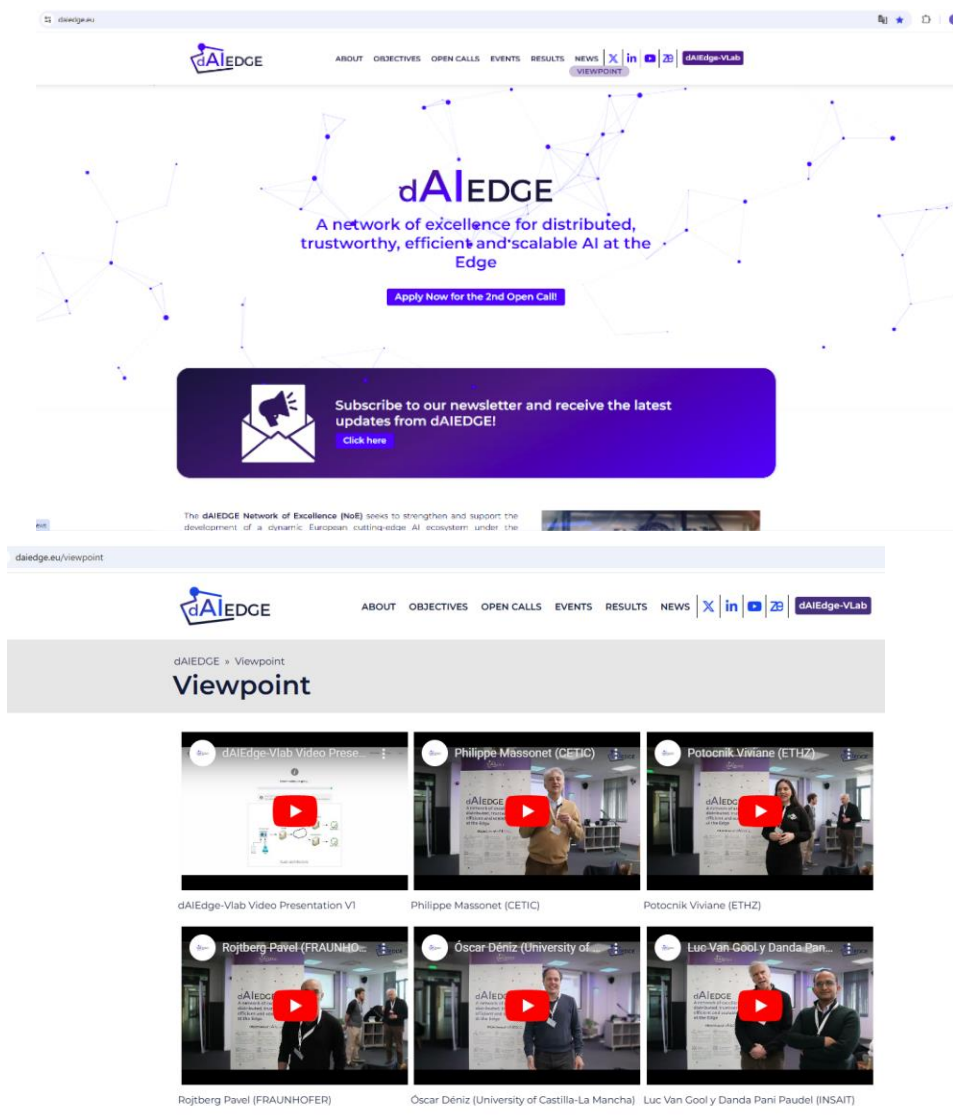 daiedge.eu
dAIEDGE
ABOUT OBJECTIVES OPEN CALLS EVENTS RESULTS NEWS dAIEdge-VLab
VIEWPOINT
dAIEDGE
A network of excellence for distributed,
trustworthy, efficient and scalable AI at the
Edge
Apply Now for the 2nd Open Call!
Subscribe to our newsletter and receive the latest
updates from dAIEDGE!
Click here
The dAIEDGE Network of Excellence (NoE) seeks to strengthen and support the
development of a dynamic European cutting-edge AI ecosystem under the
daiedge.eu/viewpoint
dAIEDGE
ABOUT OBJECTIVES OPEN CALLS EVENTS RESULTS NEWS X in dAIEdge-VLab
dAIEDGE » Viewpoint
Viewpoint
dAIEdge-Vlab Video Prese... Philippe Massonet (CETIC) Potocnik Viviane (ETHZ)
dAIEdge-Vlab Video Presentation V1 Philippe Massonet (CETIC) Potocnik Viviane (ETHZ)
Rojtberg Pavel (FRAUNHO... Óscar Déniz (University of ... Luc Van Gool y Danda Pan...
Rojtberg Pavel (FRAUNHOFER) Óscar Déniz (University of Castilla-La Mancha) Luc Van Gool y Danda Pani Paudel (INSAIT)